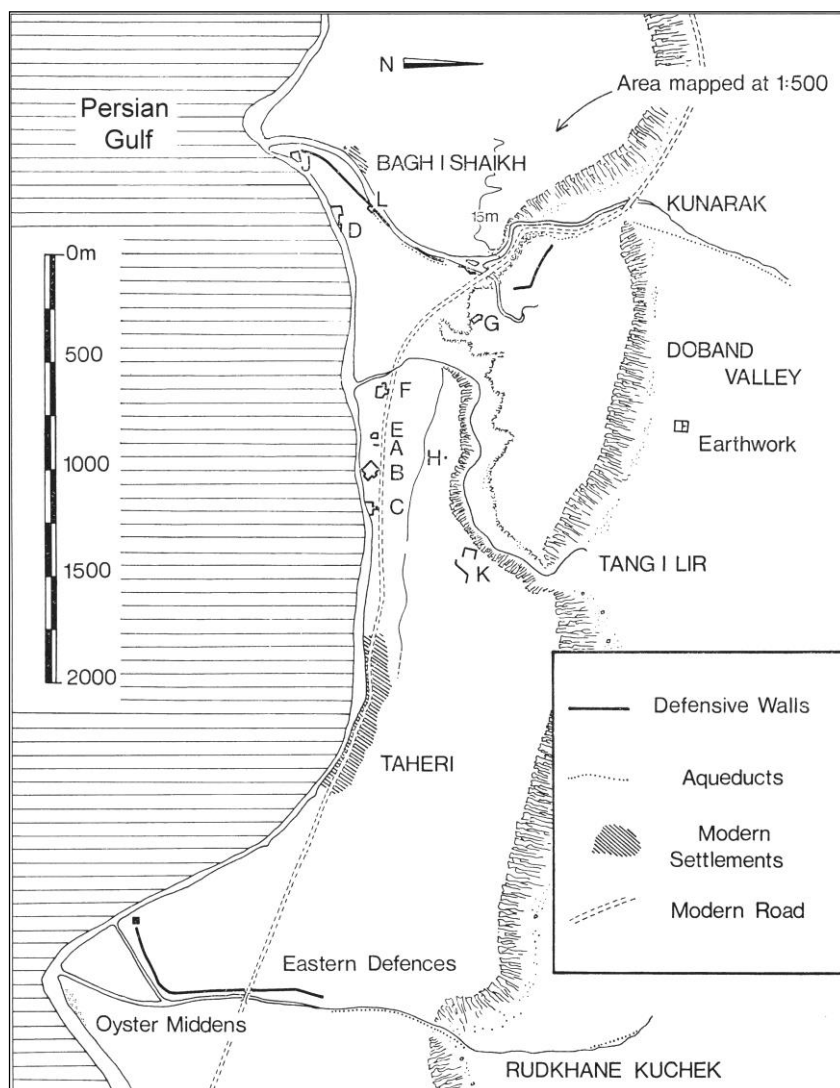 N
Area mapped at 1:500
Persian
Gulf
BAGH I SHAIKH
J
L
KUNARAK
15m
D
0m
G
500
DOBAND
VALLEY
F
E
Earthwork
A
H
1000
B
C
TANG I LIR
K
1500
2000
Defensive Walls
TAHERI
Aqueducts
Modern
Settlements
Modern Road
Eastern Defences
Oyster Middens
RUDKHANE KUCHEK